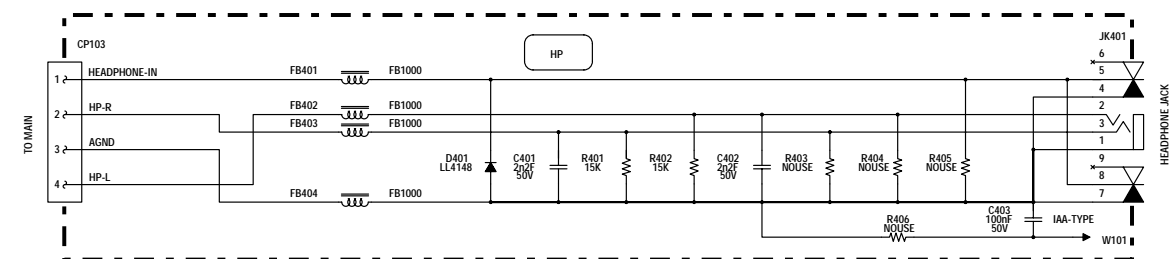 CP103
HP
JK401
TO MAIN
1
HEADPHONE-IN
FB401
FB1000
2
HP-R
FB402
FB1000
FB403
FB1000
3
AGND
4
HP-L
FB404
FB1000
D401
LL4148
C401
2n2F
50V
R401
15K
R402
15K
C402
2n2F
50V
R403
NOUSE
R404
NOUSE
R405
NOUSE
R406
NOUSE
C403
100nF
50V
IAA-TYPE
W101
6
5
4
2
3
1
9
8
7
HEADPHONE JACK